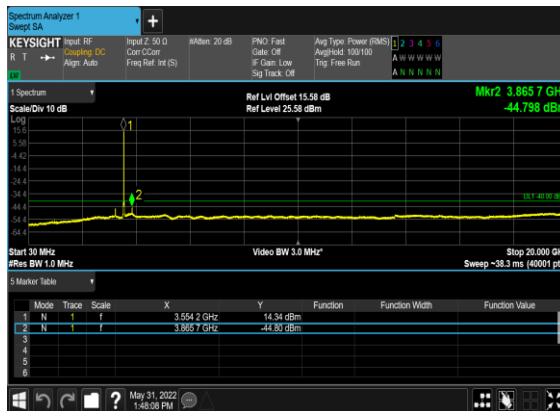 Spectrum Analyzer 1
Swept SA
KEYSIGHT
R T
Input: RF
Coupling: DC
Align: Auto
Input Z: 50 Ω
Corr CCorr
Freq Ref: Int (S)
#Atten: 20 dB
PNO: Fast
Gate: Off
IF Gain: Low
Sig Track: Off
Avg Type: Power (RMS)
Avg|Hold: 100/100
Trig: Free Run
1 2 3 4 5 6
A W W W W W
A N N N N N
1 Spectrum
Scale/Div 10 dB
Ref Lvl Offset 15.58 dB
Ref Level 25.58 dBm
Mkr2 3.865 7 GHz
-44.798 dBm
Log
15.6
5.58
-4.42
-14.4
-24.4
-34.4
-44.4
-54.4
-64.4
1
2
Start 30 MHz
#Res BW 1.0 MHz
Video BW 3.0 MHz*
Stop 20.000 GH
Sweep ~38.3 ms (40001 pt
5 Marker Table
Mode Trace Scale X Y Function Function Width Function Value
1 N 1 f 3.554 2 GHz 14.34 dBm
2 N 1 f 3.865 7 GHz -44.80 dBm
3
4
5
6
?
May 31, 2022
1:48:08 PM